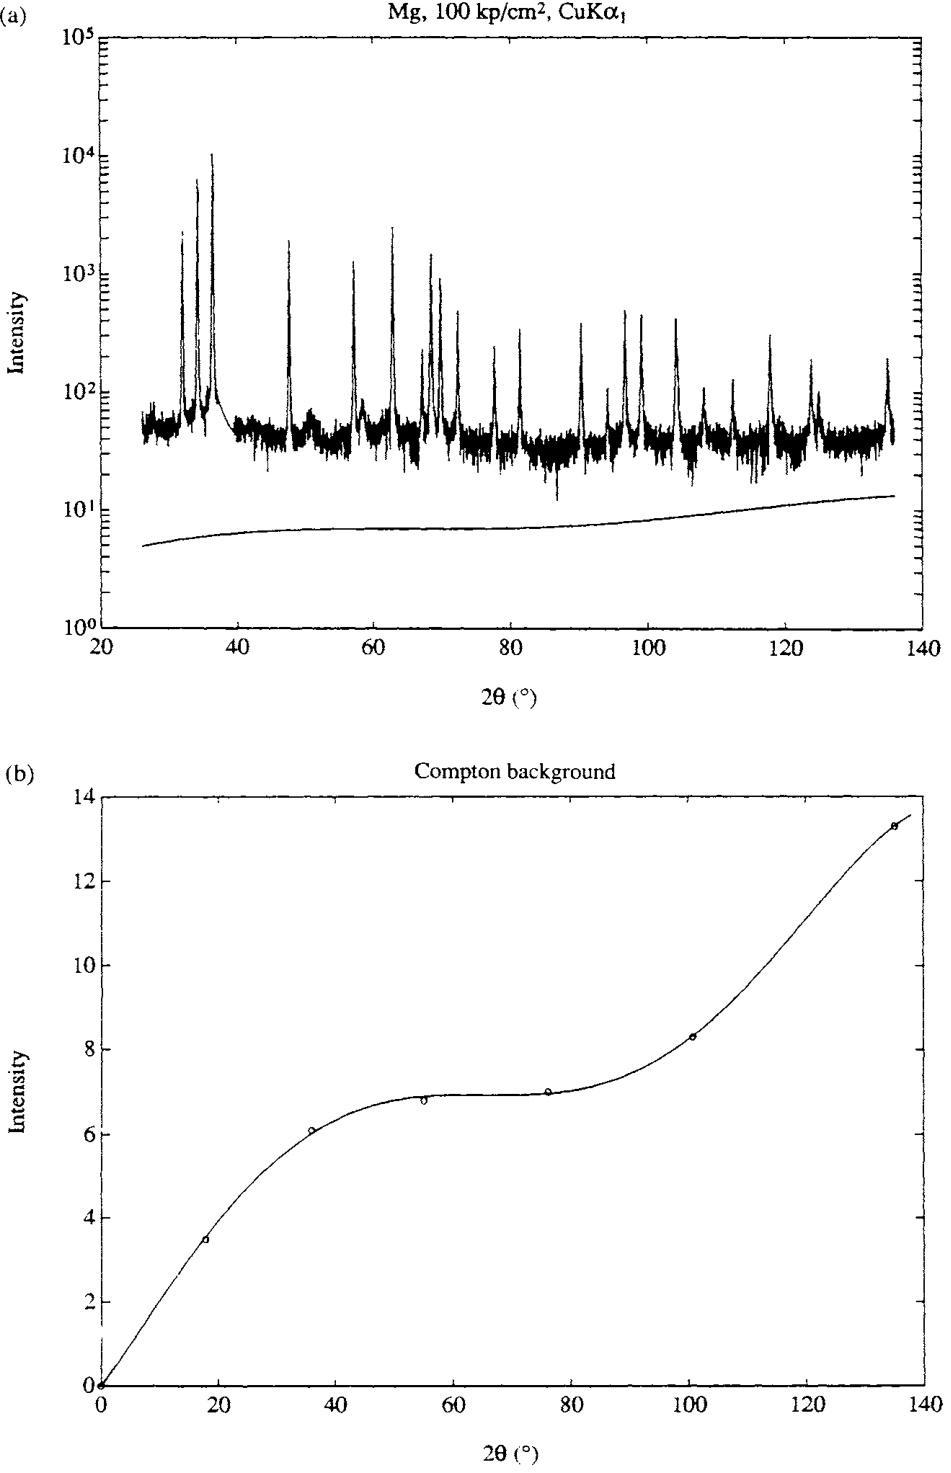 (a)
Mg, 100 kp/cm², CuKα₁
10⁵
10⁴
10³
10²
10¹
10⁰
Intensity
20 40 60 80 100 120 140
2θ (°)
(b)
Compton background
14
12
10
8
6
4
2
0
Intensity
0 20 40 60 80 100 120 140
2θ (°)